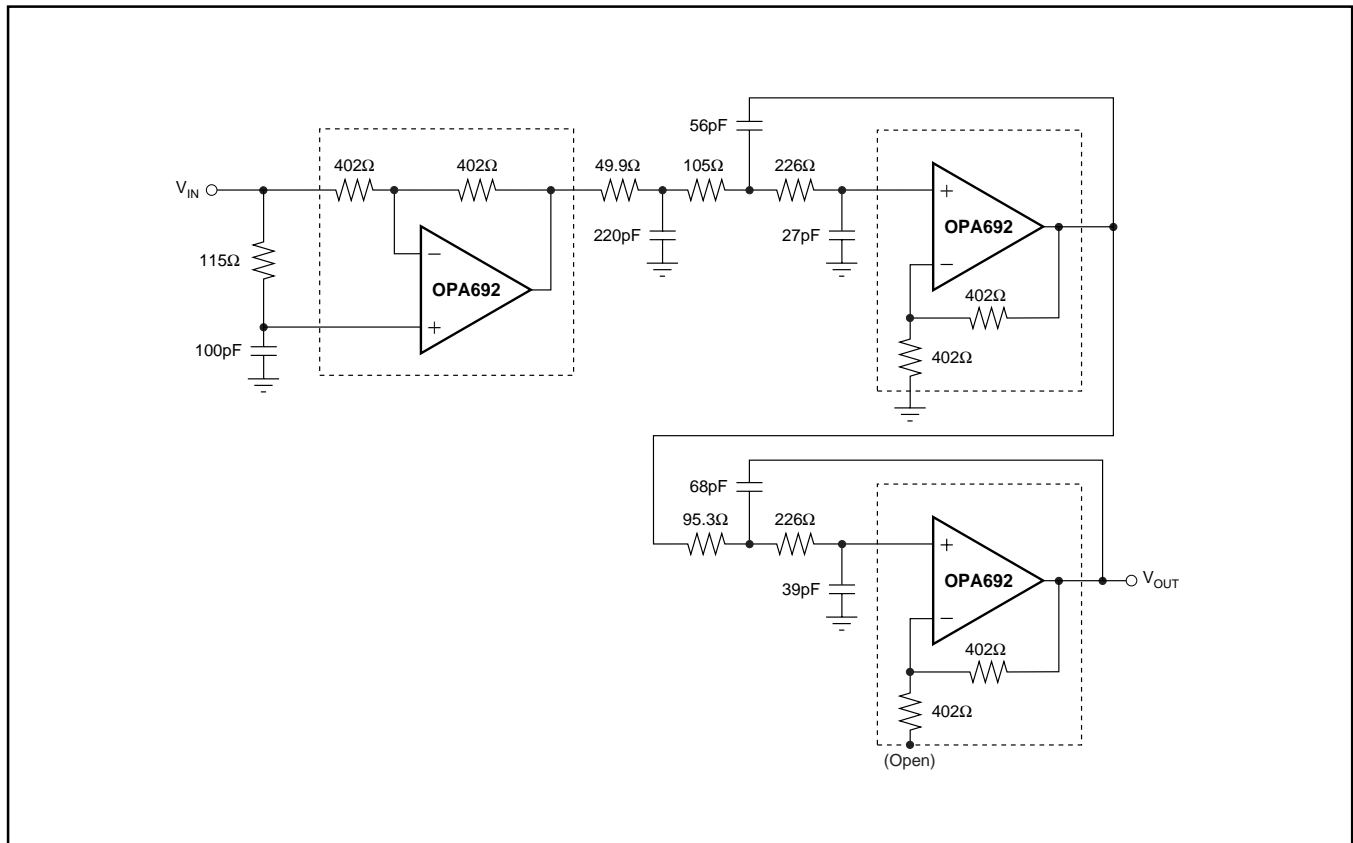 56pF
402Ω
402Ω
49.9Ω
105Ω
226Ω
V_IN
+
OPA692
−
220pF
27pF
115Ω
−
OPA692
+
402Ω
402Ω
100pF
68pF
95.3Ω
226Ω
+
OPA692
−
V_OUT
39pF
402Ω
402Ω
(Open)